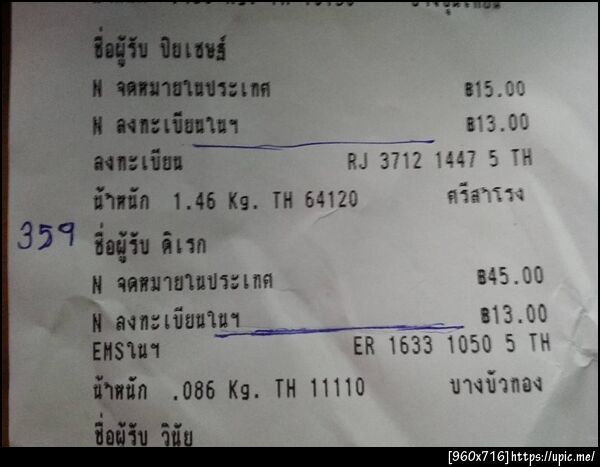 ชื่อผู้รับ ปิยเชษฐ์
N จดหมายในประเทศ ฿15.00
N ลงทะเบียนในฯ ฿13.00
ลงทะเบียน RJ 3712 1447 5 TH
น้ำหนัก 1.46 Kg. TH 64120 ศรีสำโรง
359 ชื่อผู้รับ ดิเรก
N จดหมายในประเทศ ฿45.00
N ลงทะเบียนในฯ ฿13.00
EMSในฯ ER 1633 1050 5 TH
น้ำหนัก .086 Kg. TH 11110 บางบัวทอง
ชื่อผู้รับ วินัย
[960x716]https://upic.me/